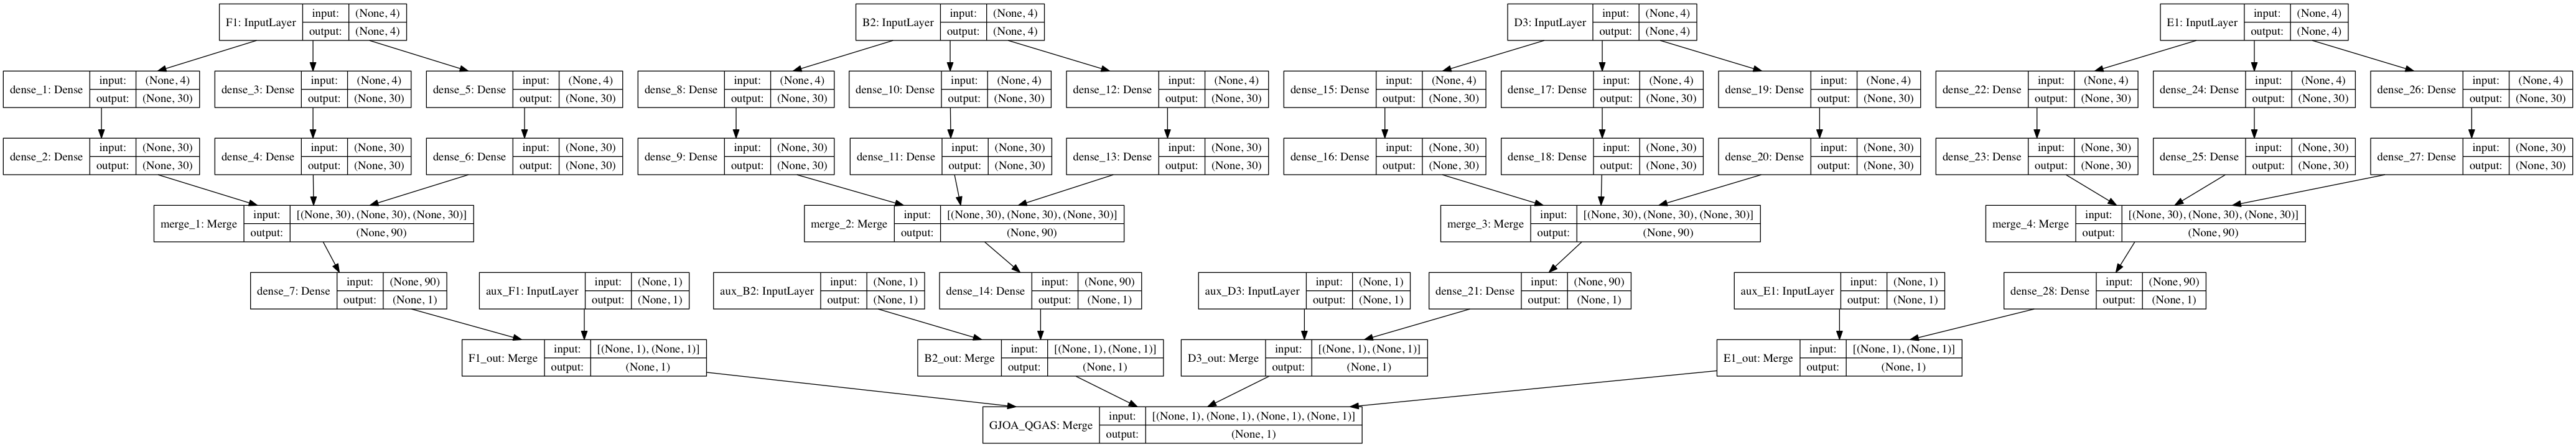 F1: InputLayer input: (None, 4) output: (None, 4)
B2: InputLayer input: (None, 4) output: (None, 4)
D3: InputLayer input: (None, 4) output: (None, 4)
E1: InputLayer input: (None, 4) output: (None, 4)
dense_1: Dense input: (None, 4) output: (None, 30)
dense_3: Dense input: (None, 4) output: (None, 30)
dense_5: Dense input: (None, 4) output: (None, 30)
dense_8: Dense input: (None, 4) output: (None, 30)
dense_10: Dense input: (None, 4) output: (None, 30)
dense_12: Dense input: (None, 4) output: (None, 30)
dense_15: Dense input: (None, 4) output: (None, 30)
dense_17: Dense input: (None, 4) output: (None, 30)
dense_19: Dense input: (None, 4) output: (None, 30)
dense_22: Dense input: (None, 4) output: (None, 30)
dense_24: Dense input: (None, 4) output: (None, 30)
dense_26: Dense input: (None, 4) output: (None, 30)
dense_2: Dense input: (None, 30) output: (None, 30)
dense_4: Dense input: (None, 30) output: (None, 30)
dense_6: Dense input: (None, 30) output: (None, 30)
dense_9: Dense input: (None, 30) output: (None, 30)
dense_11: Dense input: (None, 30) output: (None, 30)
dense_13: Dense input: (None, 30) output: (None, 30)
dense_16: Dense input: (None, 30) output: (None, 30)
dense_18: Dense input: (None, 30) output: (None, 30)
dense_20: Dense input: (None, 30) output: (None, 30)
dense_23: Dense input: (None, 30) output: (None, 30)
dense_25: Dense input: (None, 30) output: (None, 30)
dense_27: Dense input: (None, 30) output: (None, 30)
merge_1: Merge input: [(None, 30), (None, 30), (None, 30)] output: (None, 90)
merge_2: Merge input: [(None, 30), (None, 30), (None, 30)] output: (None, 90)
merge_3: Merge input: [(None, 30), (None, 30), (None, 30)] output: (None, 90)
merge_4: Merge input: [(None, 30), (None, 30), (None, 30)] output: (None, 90)
dense_7: Dense input: (None, 90) output: (None, 1)
aux_F1: InputLayer input: (None, 1) output: (None, 1)
aux_B2: InputLayer input: (None, 1) output: (None, 1)
dense_14: Dense input: (None, 90) output: (None, 1)
aux_D3: InputLayer input: (None, 1) output: (None, 1)
dense_21: Dense input: (None, 90) output: (None, 1)
aux_E1: InputLayer input: (None, 1) output: (None, 1)
dense_28: Dense input: (None, 90) output: (None, 1)
F1_out: Merge input: [(None, 1), (None, 1)] output: (None, 1)
B2_out: Merge input: [(None, 1), (None, 1)] output: (None, 1)
D3_out: Merge input: [(None, 1), (None, 1)] output: (None, 1)
E1_out: Merge input: [(None, 1), (None, 1)] output: (None, 1)
GJOA_QGAS: Merge input: [(None, 1), (None, 1), (None, 1), (None, 1)] output: (None, 1)